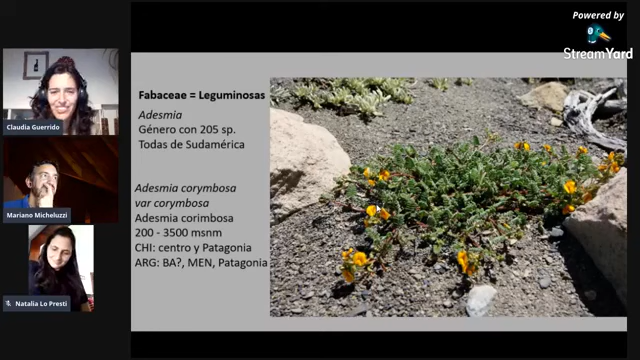 Powered by
StreamYard
Fabaceae = Leguminosas
Adesmia
Género con 205 sp.
Todas de Sudamérica
Adesmia corymbosa
var corymbosa
Adesmia corimbosa
200 - 3500 msnm
CHI: centro y Patagonia
ARG: BA?, MEN, Patagonia
Claudia Guerrido
Mariano Micheluzzi
Natalia Lo Presti